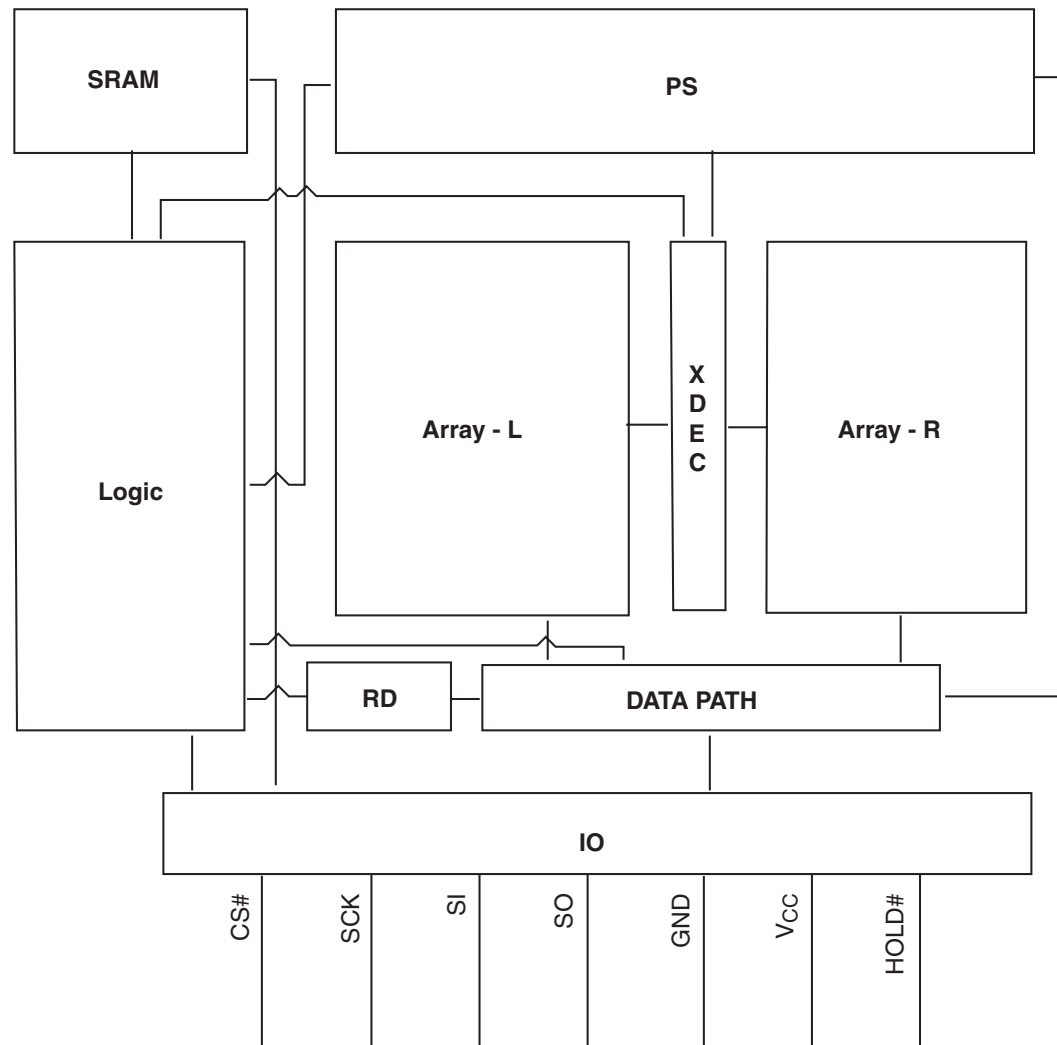 SRAM
PS
X
D
E
C
Array - L
Array - R
Logic
RD
DATA PATH
IO
CS#
SCK
SI
SO
GND
VCC
HOLD#